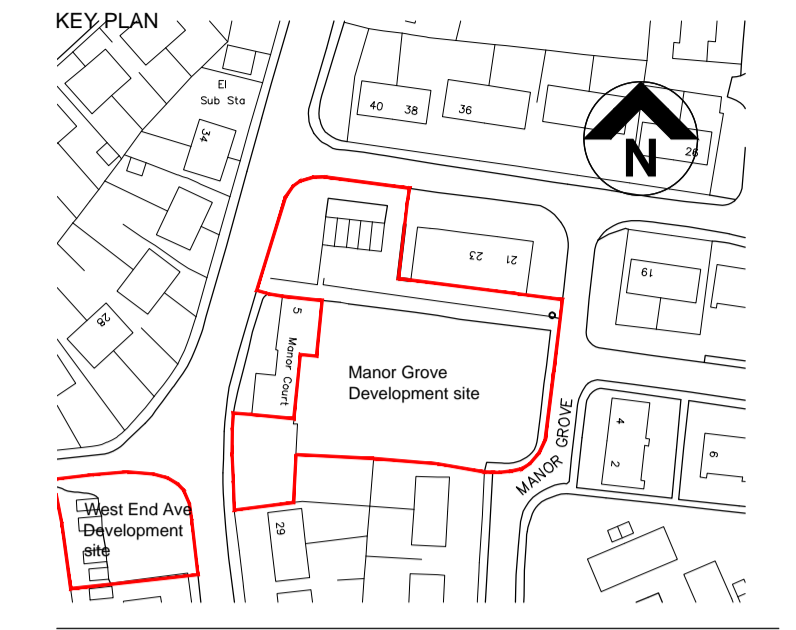 KEY PLAN
El
Sub Sta
34
40
38
36
26
N
23
21
19
5
Manor Court
28
Manor Grove
Development site
MANOR GROVE
4
2
6
West End Ave
Development
site
29